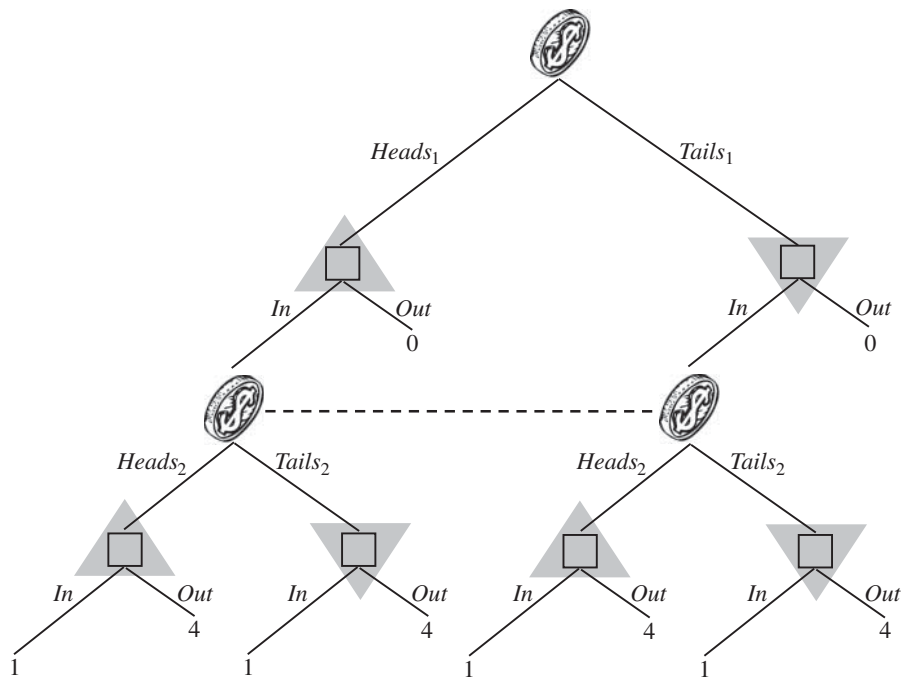 Heads1 Tails1
In Out In Out
0 0
Heads2 Tails2 Heads2 Tails2
In Out In Out In Out In Out
4 4 4 4
1 1 1 1